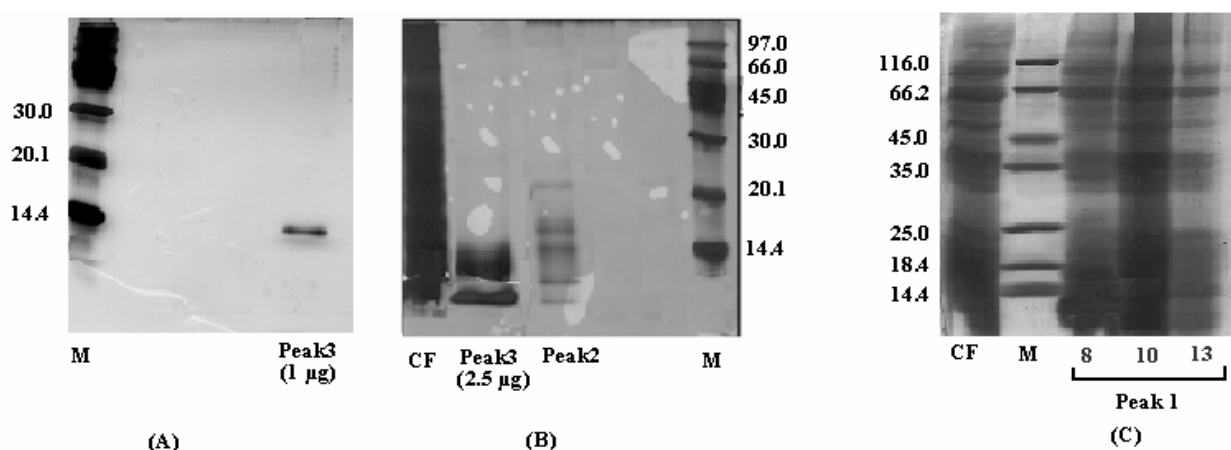 30.0
20.1
14.4
M
Peak3
(1 µg)
(A)
97.0
66.0
45.0
30.0
20.1
14.4
CF
Peak3
(2.5 µg)
Peak2
M
(B)
116.0
66.2
45.0
35.0
25.0
18.4
14.4
CF
M
8
10
13
Peak 1
(C)